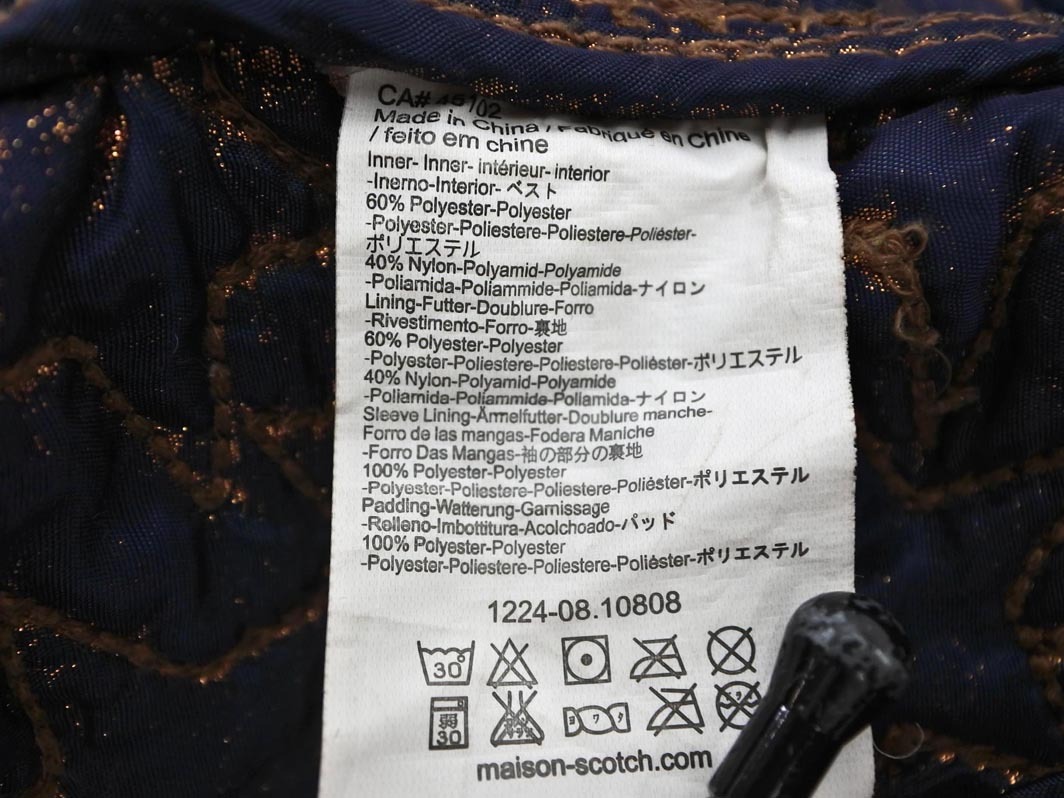 CA# 45102
Made in China / Fabriqué en Chine
/ feito em chine
Inner- Inner- intérieur- interior
-Inerno-Interior- ベスト
60% Polyester-Polyester
-Polyester-Poliestere-Poliestere-Poliéster-
ポリエステル
40% Nylon-Polyamid-Polyamide
-Poliamida-Poliammide-Poliamida-ナイロン
Lining-Futter-Doublure-Forro
-Rivestimento-Forro-裏地
60% Polyester-Polyester
-Polyester-Poliestere-Poliestere-Poliéster-ポリエステル
40% Nylon-Polyamid-Polyamide
-Poliamida-Poliammide-Poliamida-ナイロン
Sleeve Lining-Ärmelfutter-Doublure manche-
Forro de las mangas-Fodera Maniche
-Forro Das Mangas-袖の部分の裏地
100% Polyester-Polyester
-Polyester-Poliestere-Poliestere-Poliéster-ポリエステル
Padding-Watterung-Garnissage
-Relleno-Imbottitura-Acolchoado-パッド
100% Polyester-Polyester
-Polyester-Poliestere-Poliestere-Poliéster-ポリエステル
1224-08.10808
30°
弱
30
ヨワク
maison-scotch.com